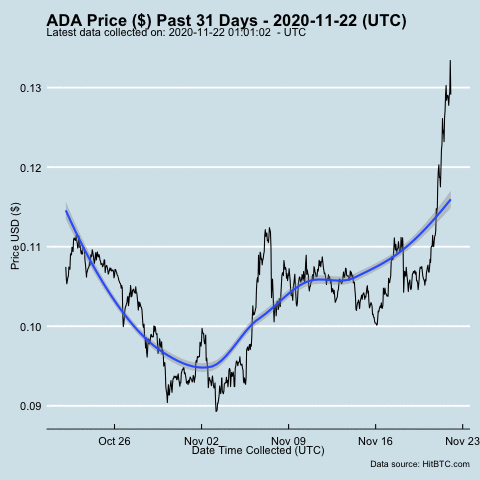 ADA Price ($) Past 31 Days - 2020-11-22 (UTC)
Latest data collected on: 2020-11-22 01:01:02 - UTC
Price USD ($)
0.13
0.12
0.11
0.10
0.09
Oct 26
Nov 02
Nov 09
Nov 16
Nov 23
Date Time Collected (UTC)
Data source: HitBTC.com